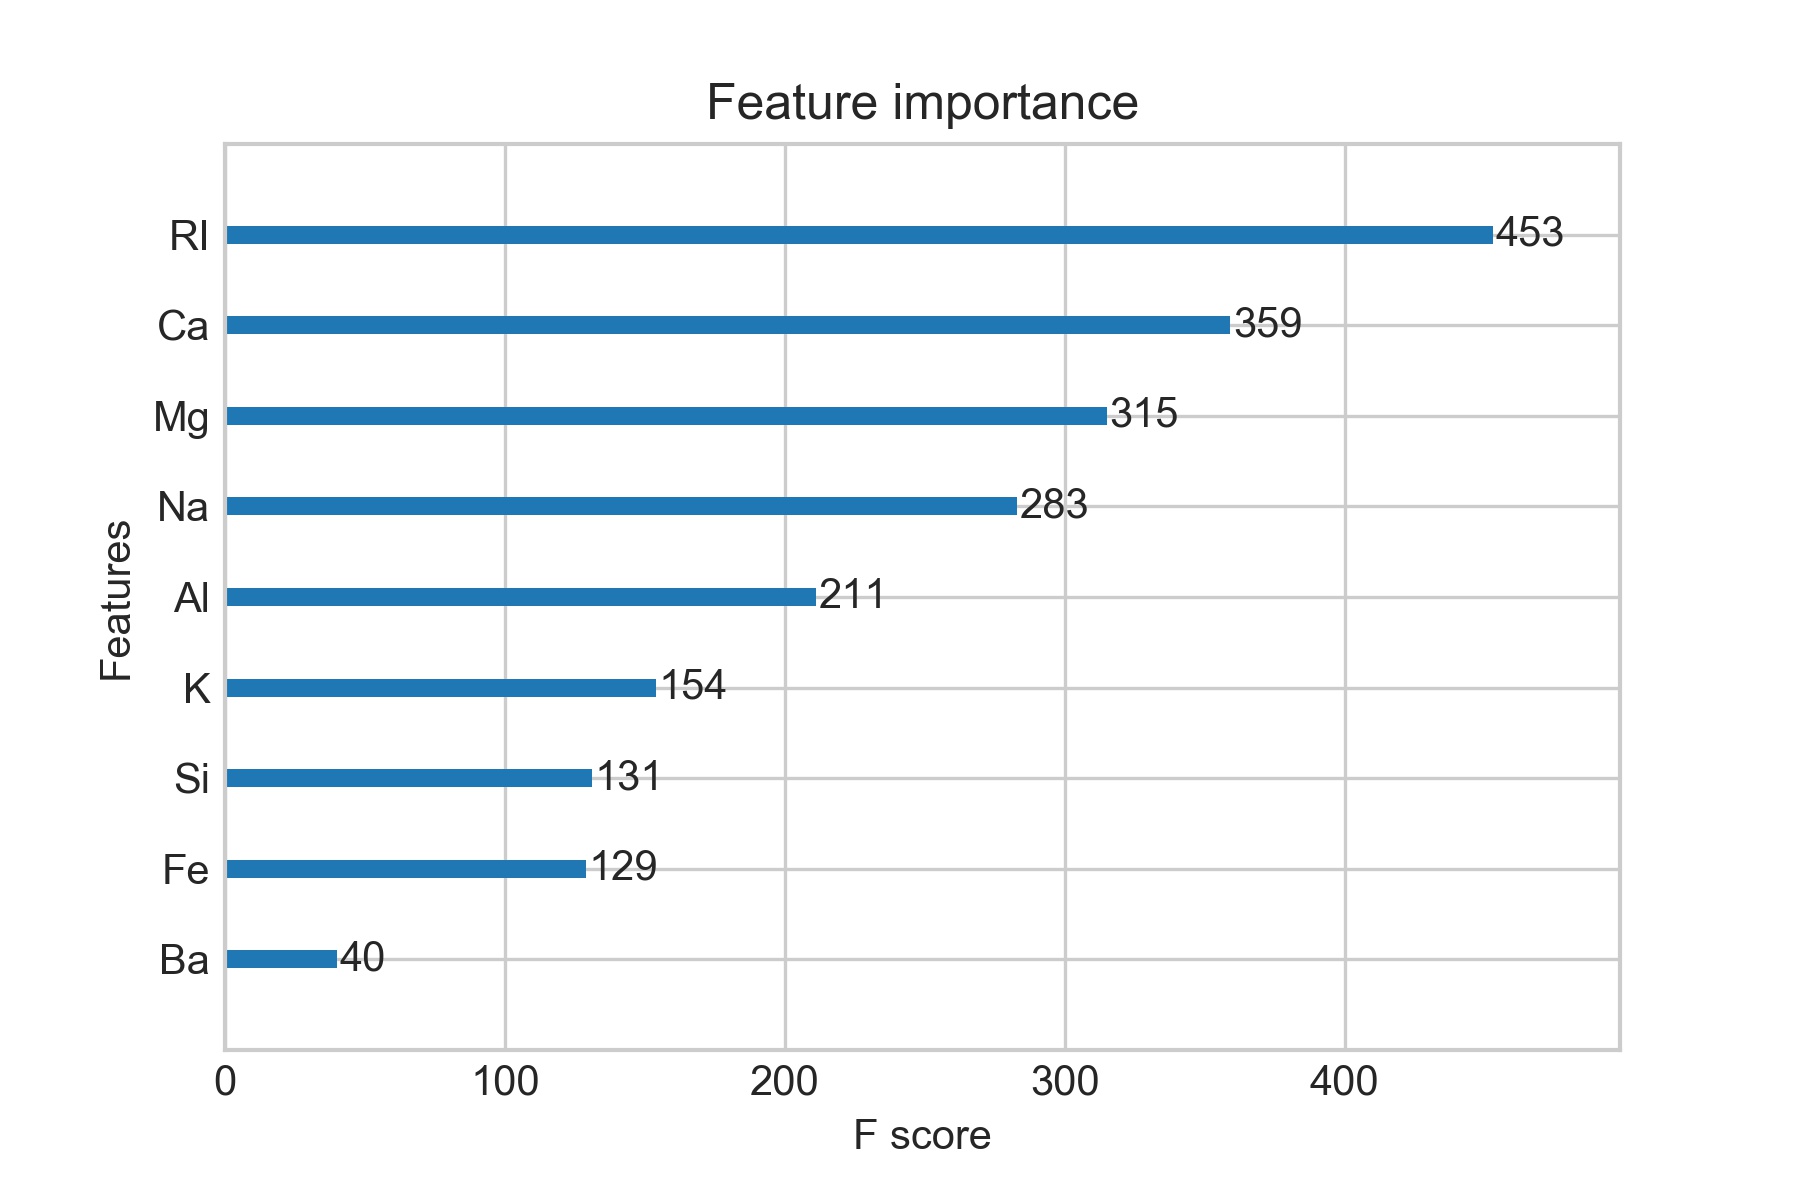 Feature importance
RI
453
Ca
359
Mg
315
Na
283
Al
211
K
154
Si
131
Fe
129
Ba
40
Features
0 100 200 300 400
F score